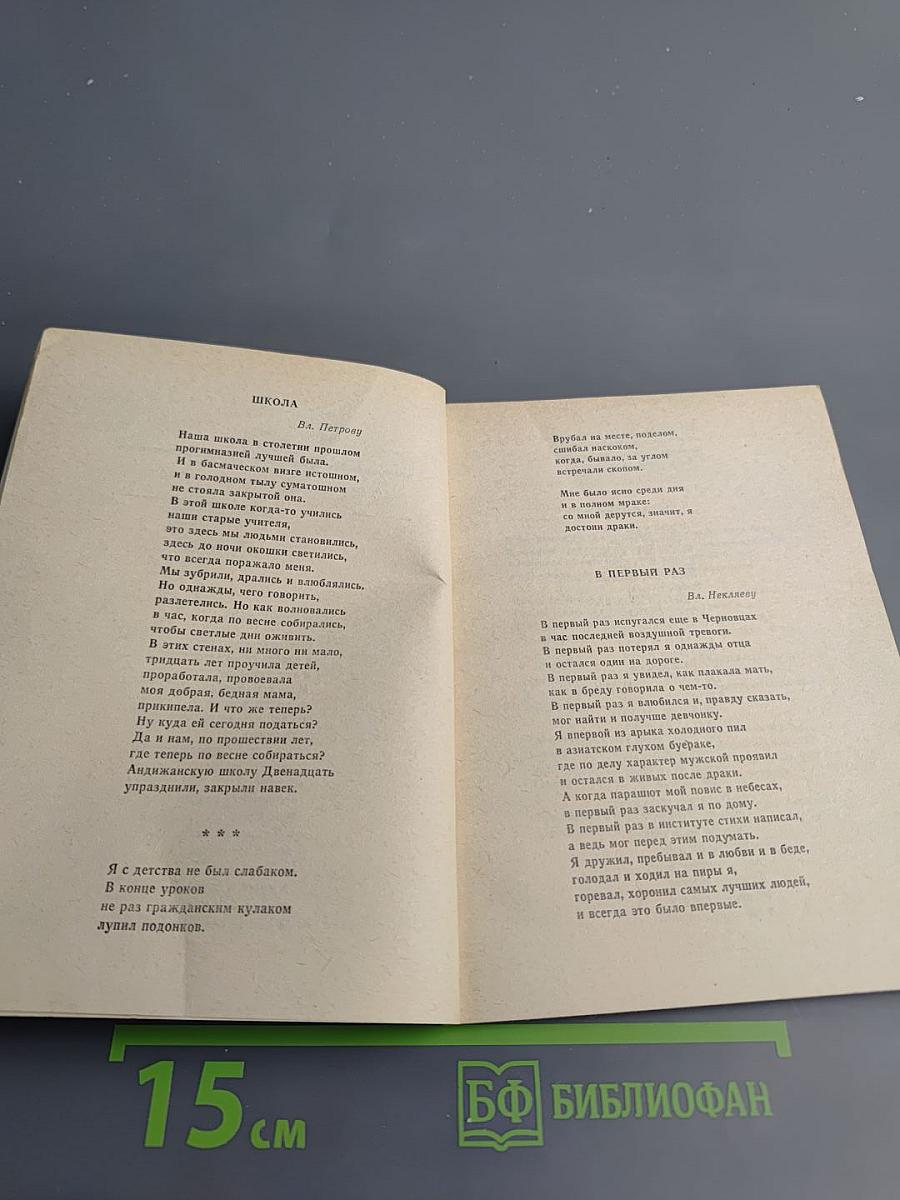 ШКОЛА
Вл. Петрову
Наша школа в столетии прошлом
прогимназией лучшей была.
И в басмаческом визге истошном,
и в голодном тылу суматошном
не стояла закрытой она.
В этой школе когда-то учились
наши старые учителя,
это здесь мы людьми становились,
здесь до ночи окошки светились,
что всегда поражало меня.
Мы зубрили, дрались и влюблялись.
Но однажды, чего говорить,
разлетелись. Но как волновались
в час, когда по весне собирались,
чтобы светлые дни оживить.
В этих стенах, ни много ни мало,
тридцать лет проучила детей,
проработала, провоевала
моя добрая, бедная мама,
прикипела. И что же теперь?
Ну куда ей сегодня податься?
Да и нам, по прошествии лет,
где теперь по весне собираться?
Андижанскую школу Двенадцать
упразднили, закрыли навек.
* * *
Я с детства не был слабаком.
В конце уроков
не раз гражданским кулаком
лупил подонков.
Врубал на месте, поделом,
сшибал наскоком,
когда, бывало, за углом
встречали скопом.
Мне было ясно среди дня
и в полном мраке:
со мной дерутся, значит, я
достоин драки.
В ПЕРВЫЙ РАЗ
Вл. Некляеву
В первый раз испугался еще в Черновцах
в час последней воздушной тревоги.
В первый раз потерял я однажды отца
и остался один на дороге.
В первый раз я увидел, как плакала мать,
как в бреду говорила о чем-то.
В первый раз я влюбился и, правду сказать,
мог найти и получше девчонку.
Я впервой из арыка холодного пил
в азиатском глухом буераке,
где по делу характер мужской проявил
и остался в живых после драки.
А когда парашют мой повис в небесах,
в первый раз заскучал я по дому.
В первый раз в институте стихи написал,
а ведь мог перед этим подумать.
Я дружил, пребывал и в любви и в беде,
голодал и ходил на пиры я,
горевал, хоронил самых лучших людей,
и всегда это было впервые.
15 см
БФ БИБЛИОФАН